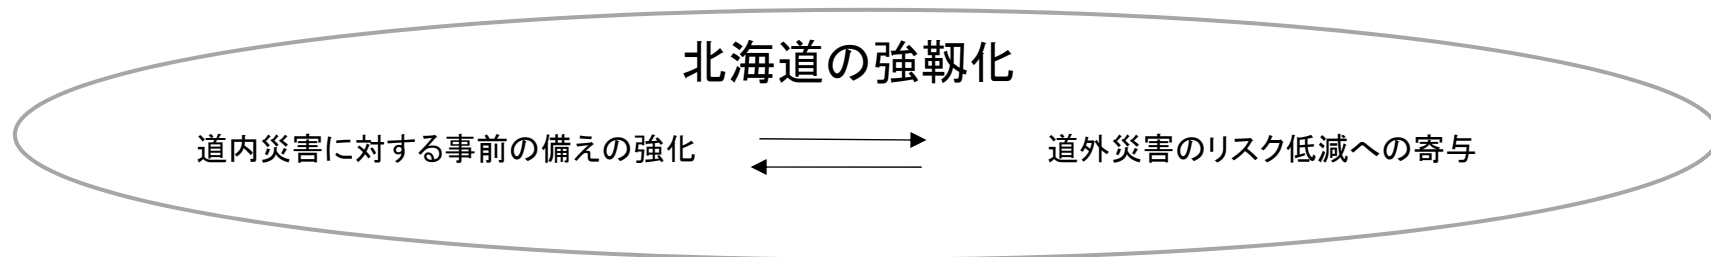 北海道の強靱化
道内災害に対する事前の備えの強化
道外災害のリスク低減への寄与